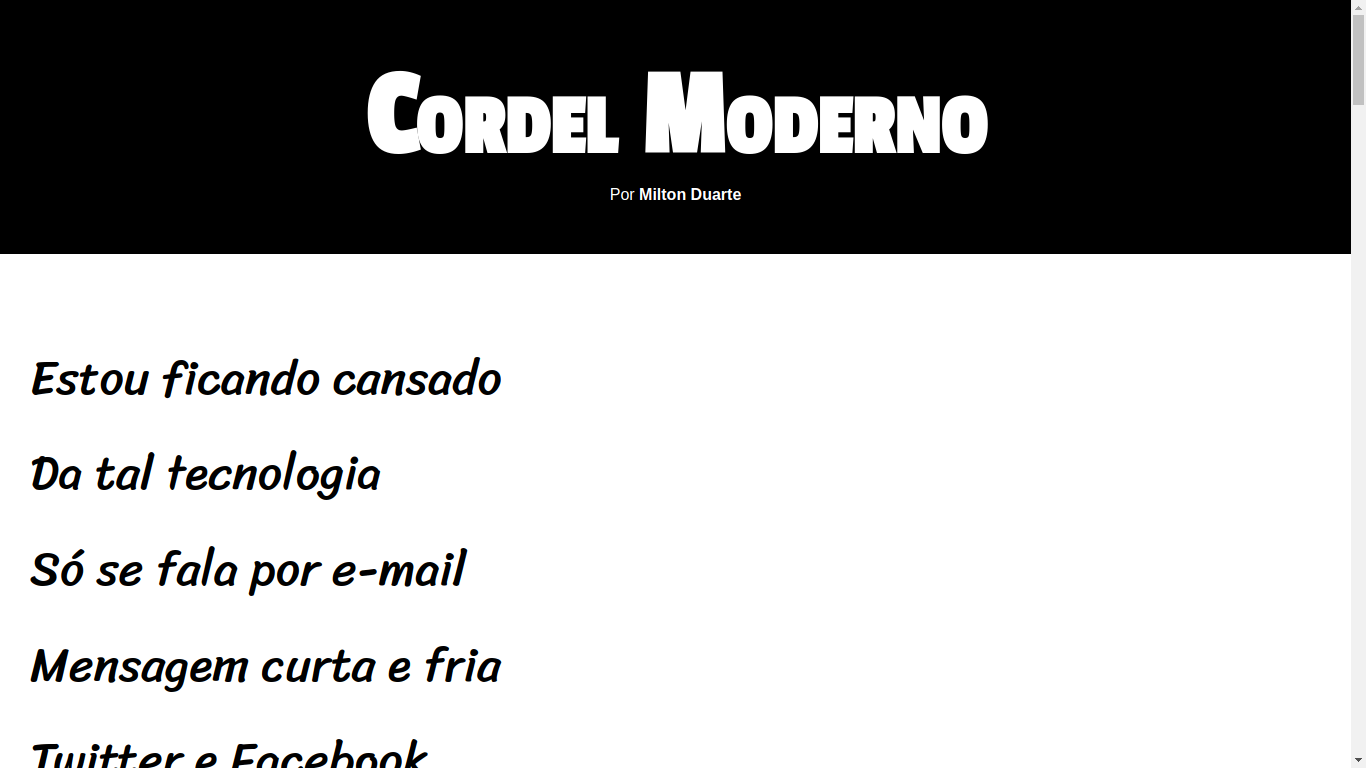 Cordel Moderno
Por Milton Duarte
Estou ficando cansado
Da tal tecnologia
Só se fala por e-mail
Mensagem curta e fria
Twitter e Facebook